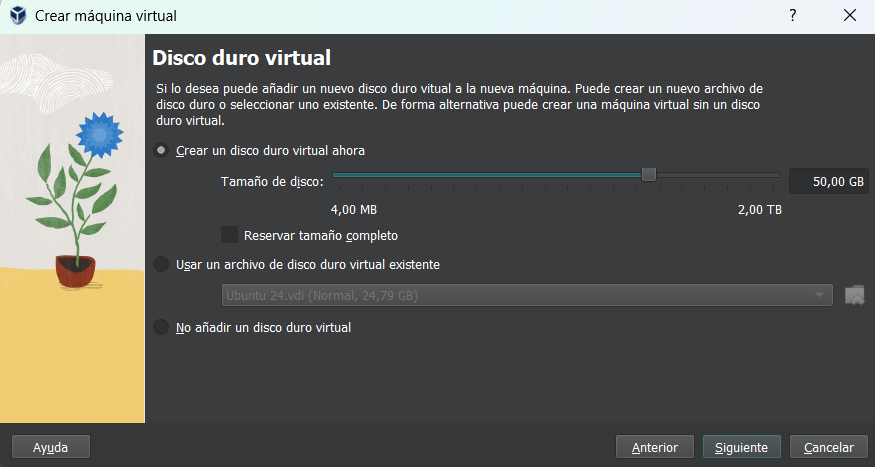 Crear máquina virtual
?
Disco duro virtual
Si lo desea puede añadir un nuevo disco duro vitual a la nueva máquina. Puede crear un nuevo archivo de
disco duro o seleccionar uno existente. De forma alternativa puede crear una máquina virtual sin un disco
duro virtual.
Crear un disco duro virtual ahora
Tamaño de disco:
50,00 GB
4,00 MB
2,00 TB
Reservar tamaño completo
Usar un archivo de disco duro virtual existente
Ubuntu 24.vdi (Normal, 24,79 GB)
No añadir un disco duro virtual
Ayuda
Anterior
Siguiente
Cancelar